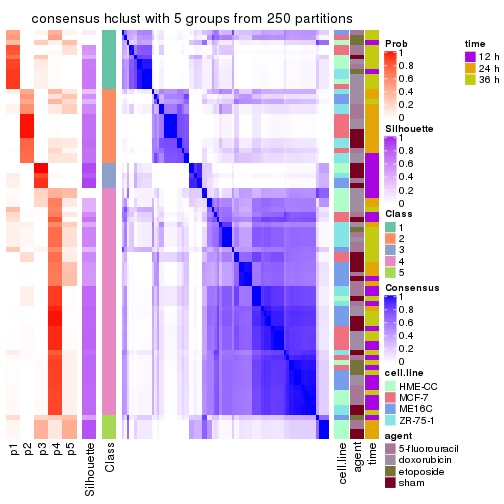 consensus hclust with 5 groups from 250 partitions
p1
p2
p3
p4
p5
Silhouette
Class
cell.line
agent
time
Prob
1
0.8
0.6
0.4
0.2
0
Silhouette
1
0.8
0.6
0.4
0.2
0
Class
1
2
3
4
5
Consensus
1
0.8
0.6
0.4
0.2
0
cell.line
HME-CC
MCF-7
ME16C
ZR-75-1
agent
5-fluorouracil
doxorubicin
etoposide
sham
time
12 h
24 h
36 h